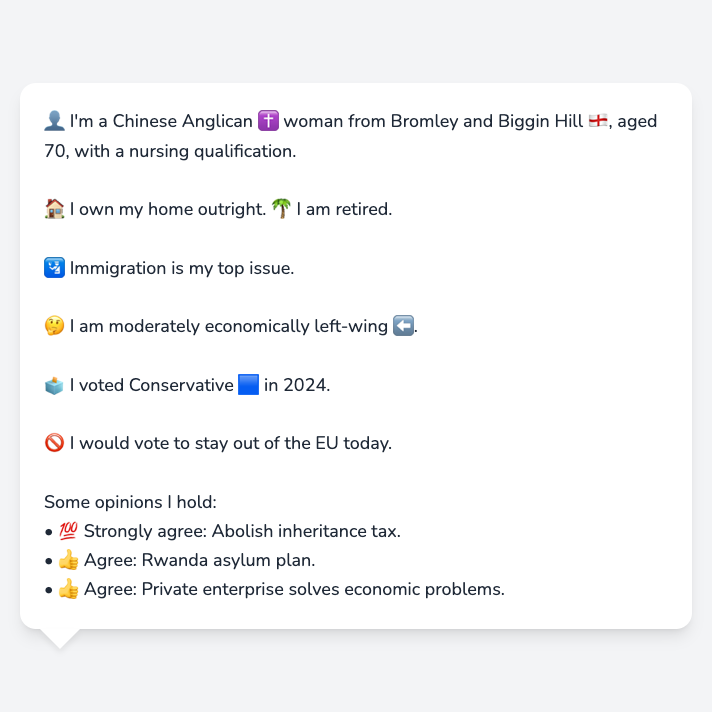 👤 I'm a Chinese Anglican ✝️ woman from Bromley and Biggin Hill 🏴󠁧󠁢󠁥󠁮󠁧󠁿, aged
70, with a nursing qualification.
🏠 I own my home outright. 🌴 I am retired.
🛂 Immigration is my top issue.
🤔 I am moderately economically left-wing ⬅️.
🗳️ I voted Conservative 🟦 in 2024.
🚫 I would vote to stay out of the EU today.
Some opinions I hold:
• 💯 Strongly agree: Abolish inheritance tax.
• 👍 Agree: Rwanda asylum plan.
• 👍 Agree: Private enterprise solves economic problems.